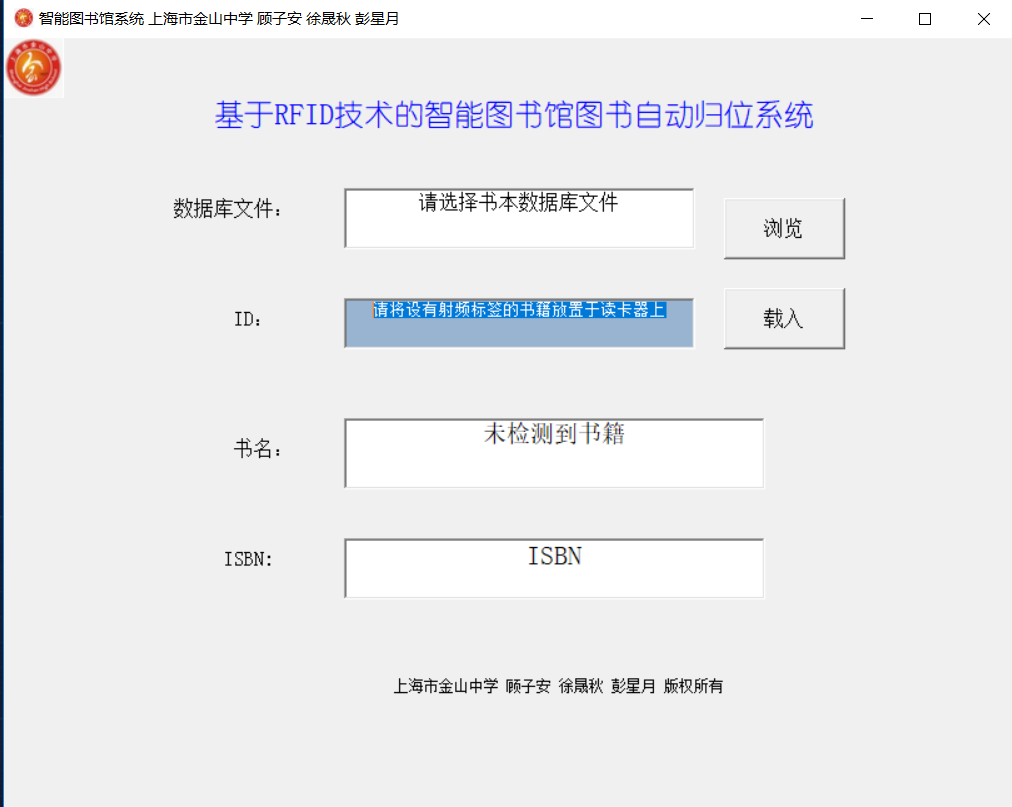 智能图书馆系统 上海市金山中学 顾子安 徐晟秋 彭星月
基于RFID技术的智能图书馆图书自动归位系统
数据库文件：
请选择书本数据库文件
浏览
ID：
请将设有射频标签的书籍放置于读卡器上
载入
书名：
未检测到书籍
ISBN:
ISBN
上海市金山中学 顾子安 徐晟秋 彭星月 版权所有